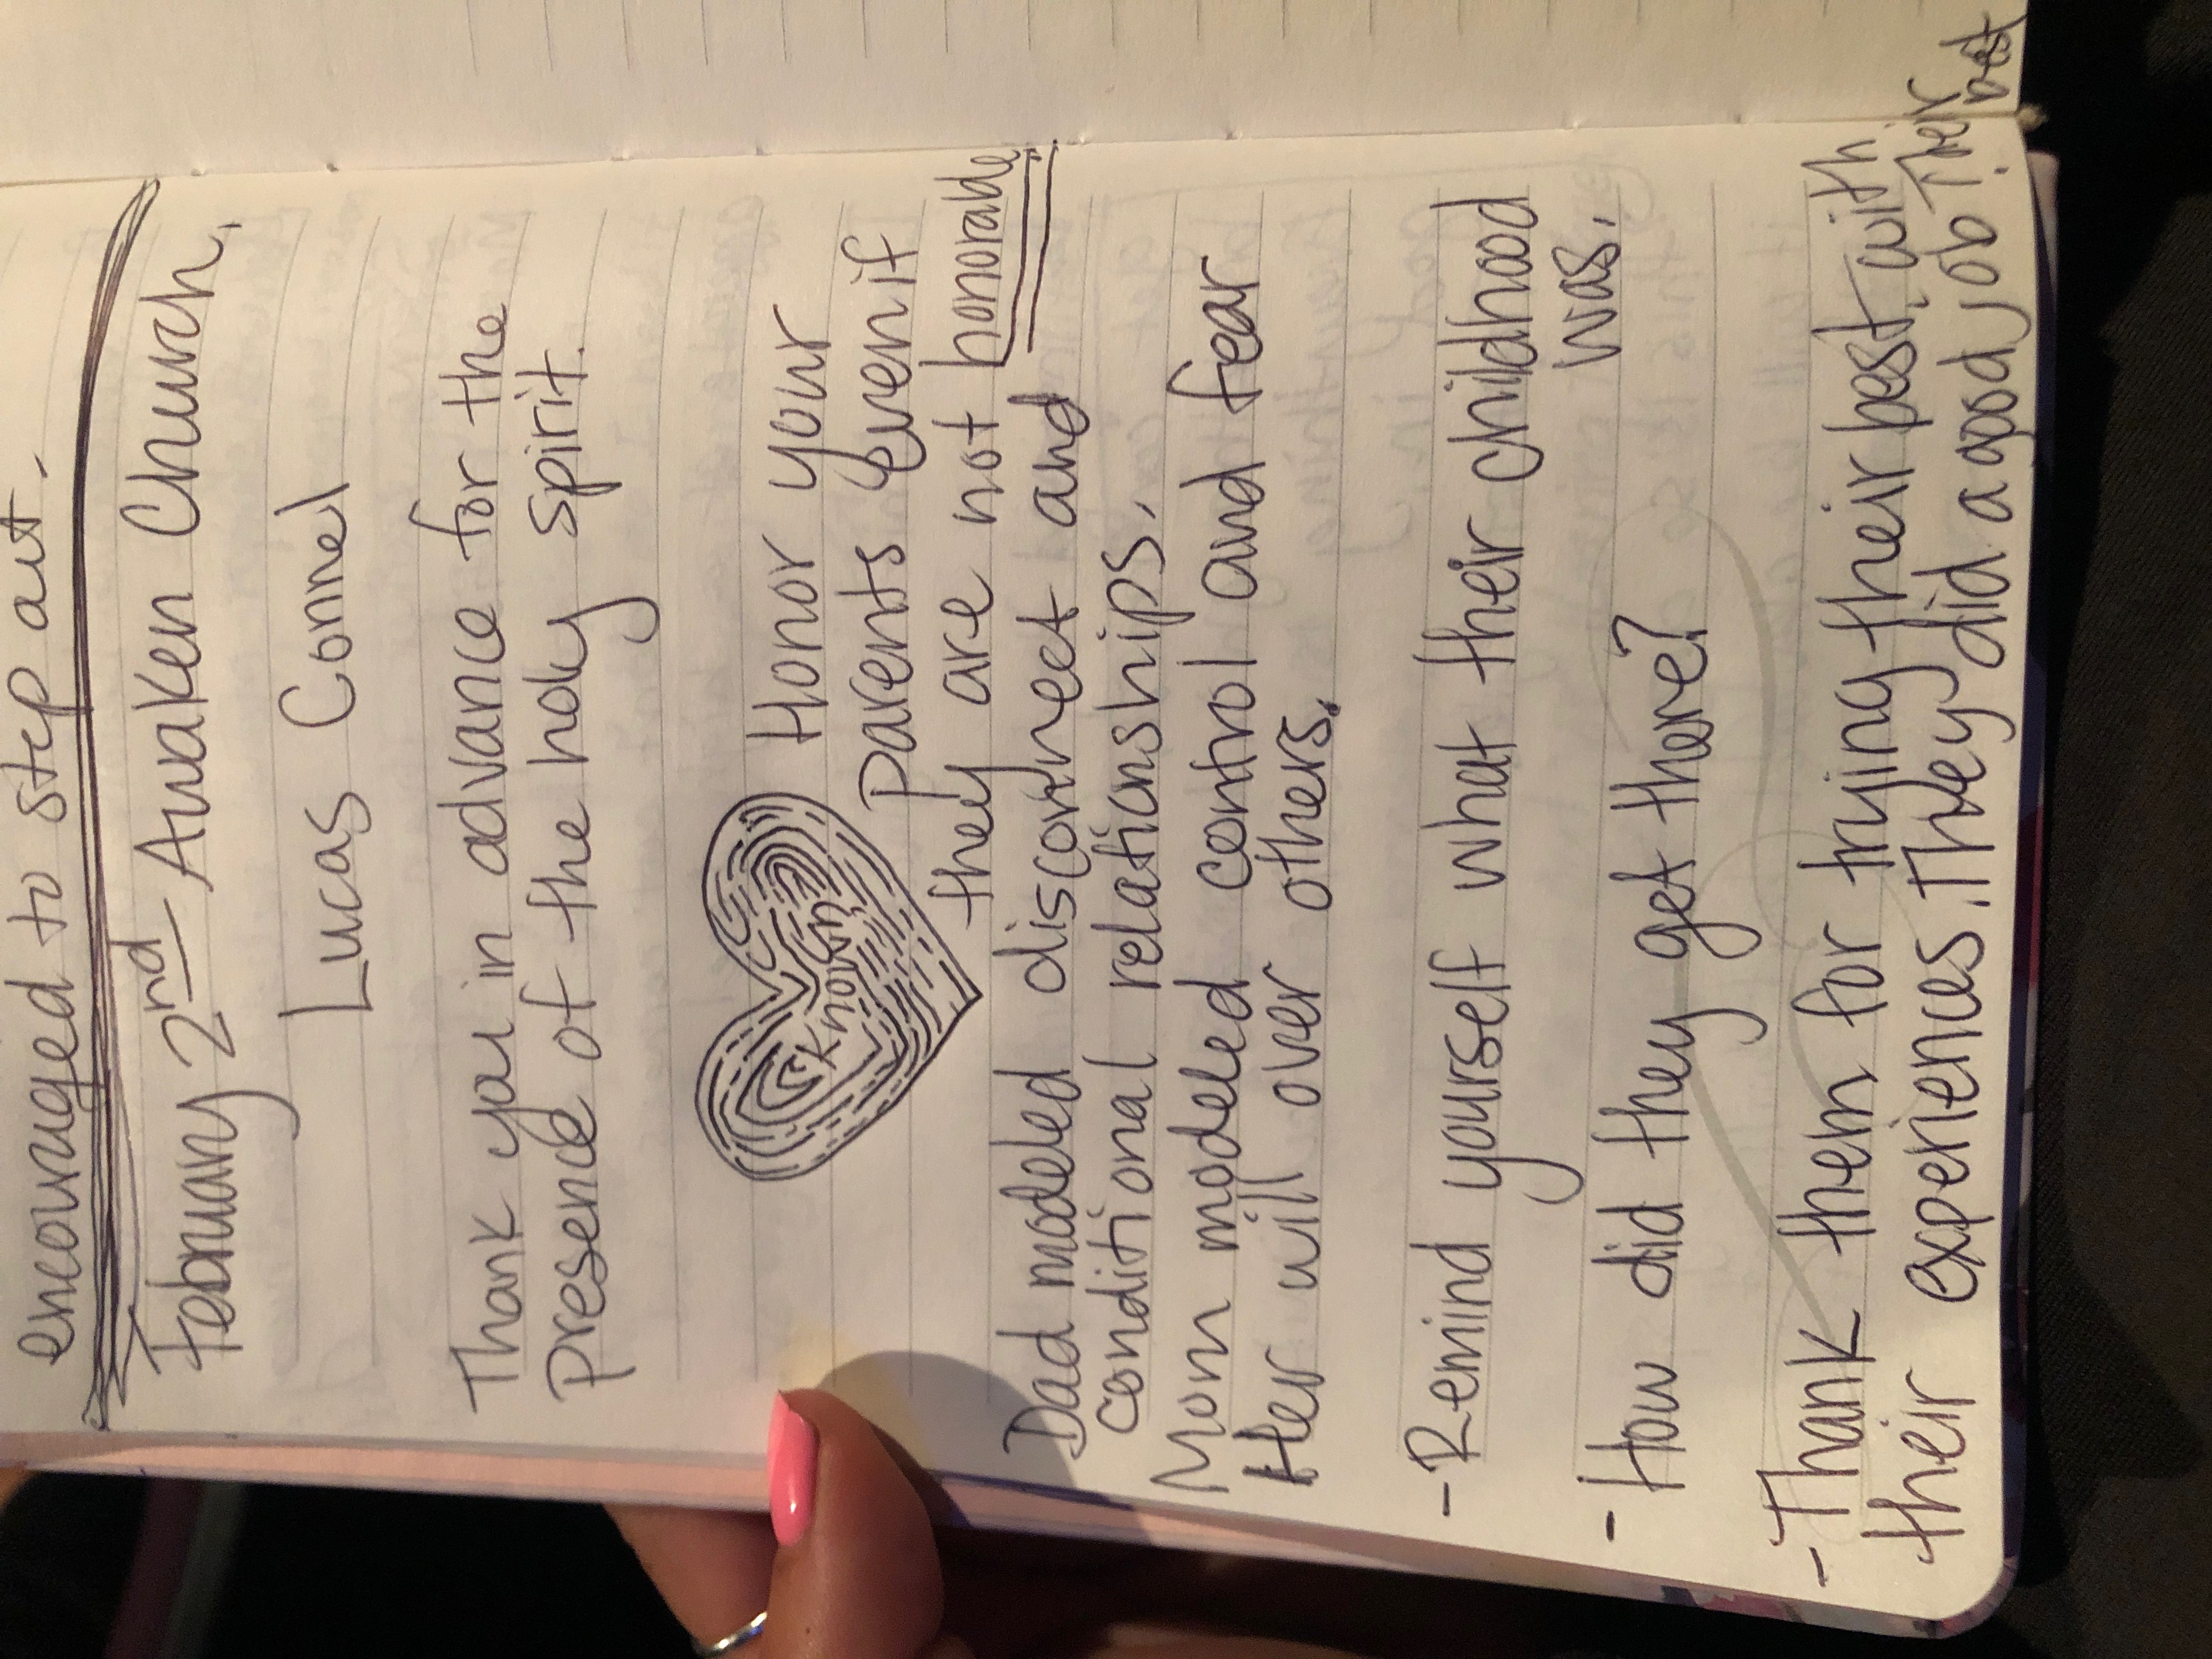 encouraged to step out.
February 2nd Awaken Church,
Lucas Connel
Thank you in advance for the
presence of the holy spirit.
Known
Honor your
parents even if
they are not honorable.
Dad modeled disconnect and
conditional relationships.
Mom modeled control and fear
Her will over others.
-Remind yourself what their childhood
was.
-How did they get there?
-Thank them for trying their best. with
their experiences. They did a good job! Their
best